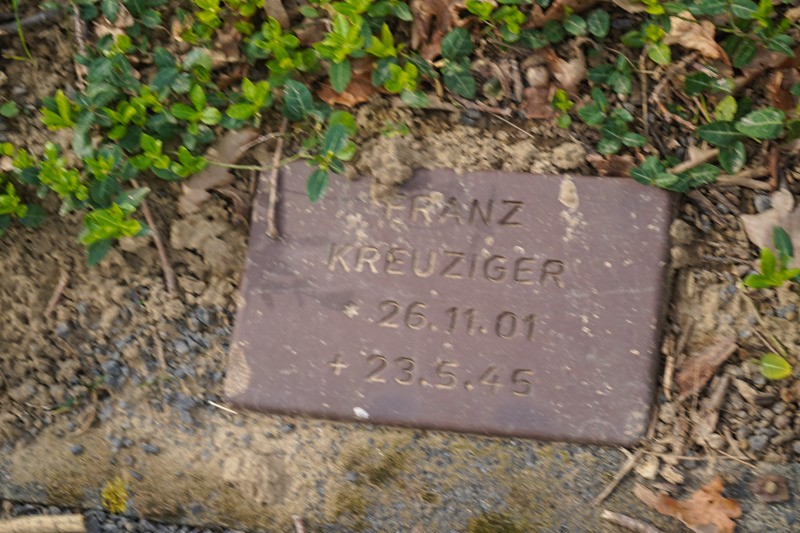 FRANZ
KREUZIGER
* 26.11.01
+ 23.5.45